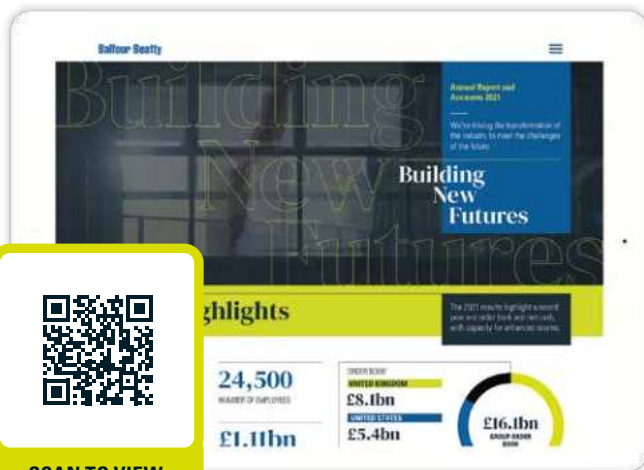 Balfour Beatty
Building
New
Futures
Annual Report and
Accounts 2021
We're driving the transformation of
the industry to meet the challenges
of the future
Building
New
Futures
ghlights
The 2021 results highlight a record
year end order book and net cash,
with capacity for enhanced returns
24,500
NUMBER OF EMPLOYEES
£1.11bn
ORDER BOOK
UNITED KINGDOM
£8.1bn
UNITED STATES
£5.4bn
£16.1bn
GROUP ORDER
BOOK
SCAN TO VIEW